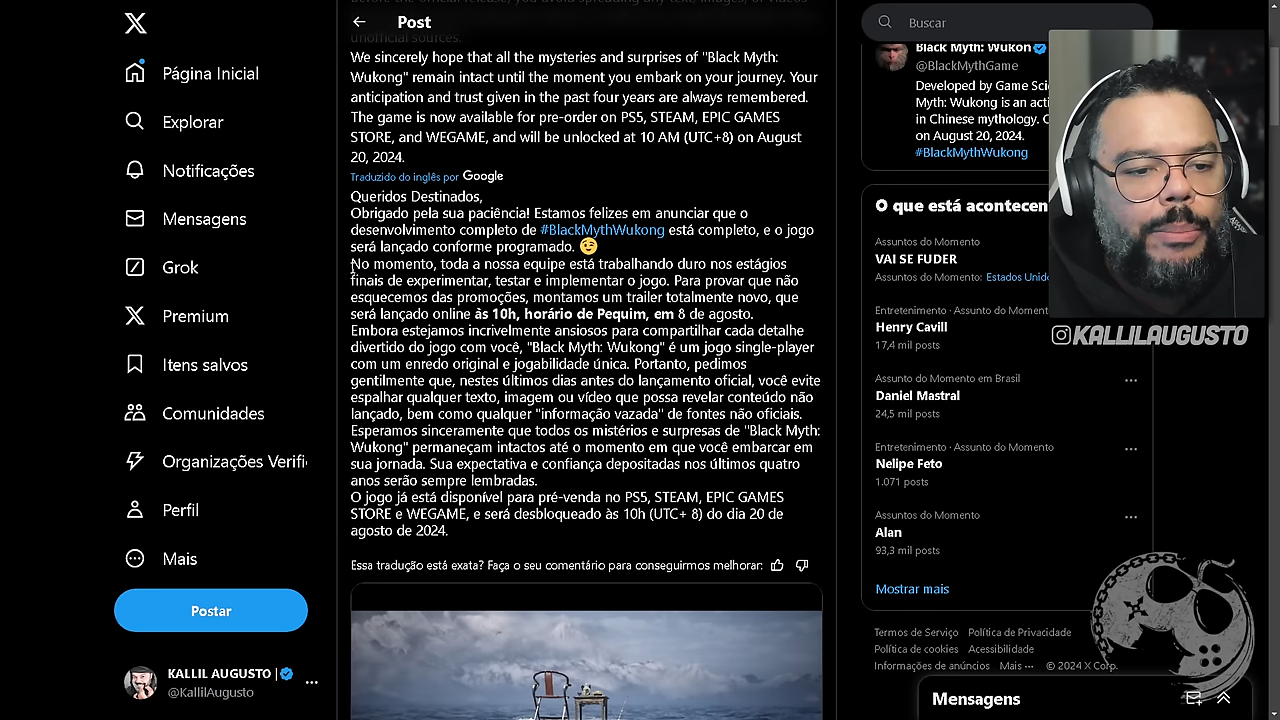 Página Inicial
Explorar
Notificações
Mensagens
Grok
Premium
Itens salvos
Comunidades
Organizações Verifi
Perfil
Mais
Postar
KALLIL AUGUSTO |
@KallilAugusto
Post
unofficial sources.
We sincerely hope that all the mysteries and surprises of "Black Myth:
Wukong" remain intact until the moment you embark on your journey. Your
anticipation and trust given in the past four years are always remembered.
The game is now available for pre-order on PS5, STEAM, EPIC GAMES
STORE, and WEGAME, and will be unlocked at 10 AM (UTC+8) on August
20, 2024.
Traduzido do inglês por Google
Queridos Destinados,
Obrigado pela sua paciência! Estamos felizes em anunciar que o
desenvolvimento completo de #BlackMythWukong está completo, e o jogo
será lançado conforme programado. 😉
No momento, toda a nossa equipe está trabalhando duro nos estágios
finais de experimentar, testar e implementar o jogo. Para provar que não
esquecemos das promoções, montamos um trailer totalmente novo, que
será lançado online às 10h, horário de Pequim, em 8 de agosto.
Embora estejamos incrivelmente ansiosos para compartilhar cada detalhe
divertido do jogo com você, "Black Myth: Wukong" é um jogo single-player
com um enredo original e jogabilidade única. Portanto, pedimos
gentilmente que, nestes últimos dias antes do lançamento oficial, você evite
espalhar qualquer texto, imagem ou vídeo que possa revelar conteúdo não
lançado, bem como qualquer "informação vazada" de fontes não oficiais.
Esperamos sinceramente que todos os mistérios e surpresas de "Black Myth:
Wukong" permaneçam intactos até o momento em que você embarcar em
sua jornada. Sua expectativa e confiança depositadas nos últimos quatro
anos serão sempre lembradas.
O jogo já está disponível para pré-venda no PS5, STEAM, EPIC GAMES
STORE e WEGAME, e será desbloqueado às 10h (UTC+ 8) do dia 20 de
agosto de 2024.
Essa tradução está exata? Faça o seu comentário para conseguirmos melhorar:
Buscar
Black Myth: Wukon
@BlackMythGame
Developed by Game Sci
Myth: Wukong is an acti
in Chinese mythology. C
on August 20, 2024.
#BlackMythWukong
O que está acontecen
Assuntos do Momento
VAI SE FUDER
Assuntos do Momento: Estados Unido
Entretenimento · Assunto do Moment
Henry Cavill
17,4 mil posts
Assunto do Momento em Brasil
Daniel Mastral
24,5 mil posts
Entretenimento · Assunto do Momento
Nelipe Feto
1.071 posts
Assuntos do Momento
Alan
93,3 mil posts
Mostrar mais
Termos de Serviço Política de Privacidade
Política de cookies Acessibilidade
Informações de anúncios Mais ··· © 2024 X Corp.
Mensagens
KALLILAUGUSTO